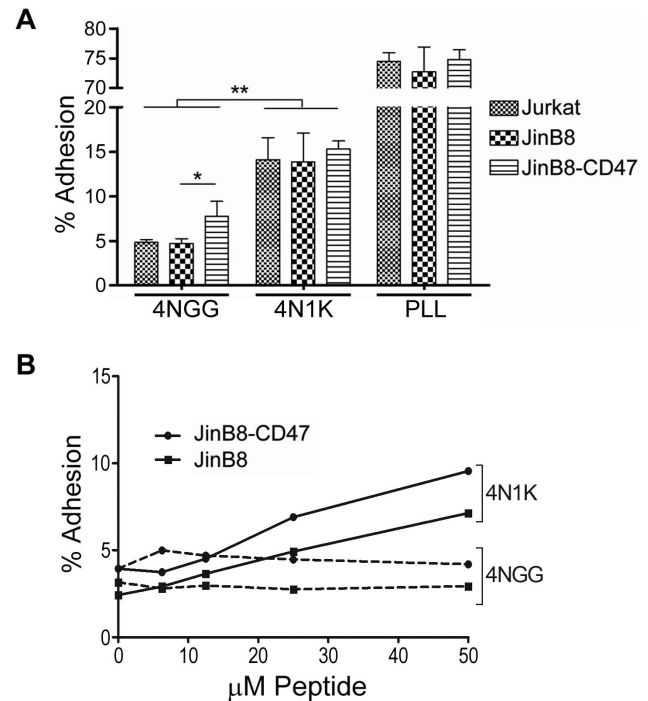 A
80
75
70
20
15
10
5
0
% Adhesion
**
*
Jurkat
JinB8
JinB8-CD47
4NGG 4N1K PLL
B
15
10
5
0
% Adhesion
JinB8-CD47
JinB8
4N1K
4NGG
0 10 20 30 40 50
µM Peptide